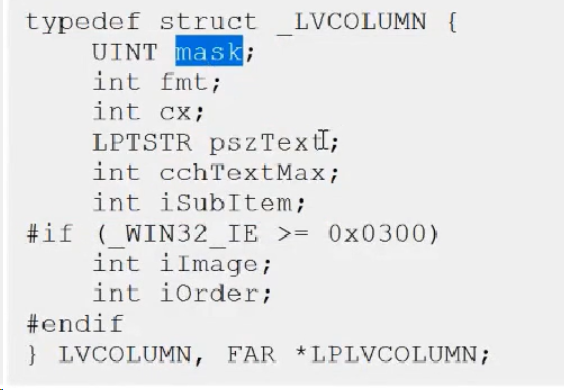 typedef struct _LVCOLUMN {
    UINT mask;
    int fmt;
    int cx;
    LPTSTR pszText;
    int cchTextMax;
    int iSubItem;
#if (_WIN32_IE >= 0x0300)
    int iImage;
    int iOrder;
#endif
} LVCOLUMN, FAR *LPLVCOLUMN;